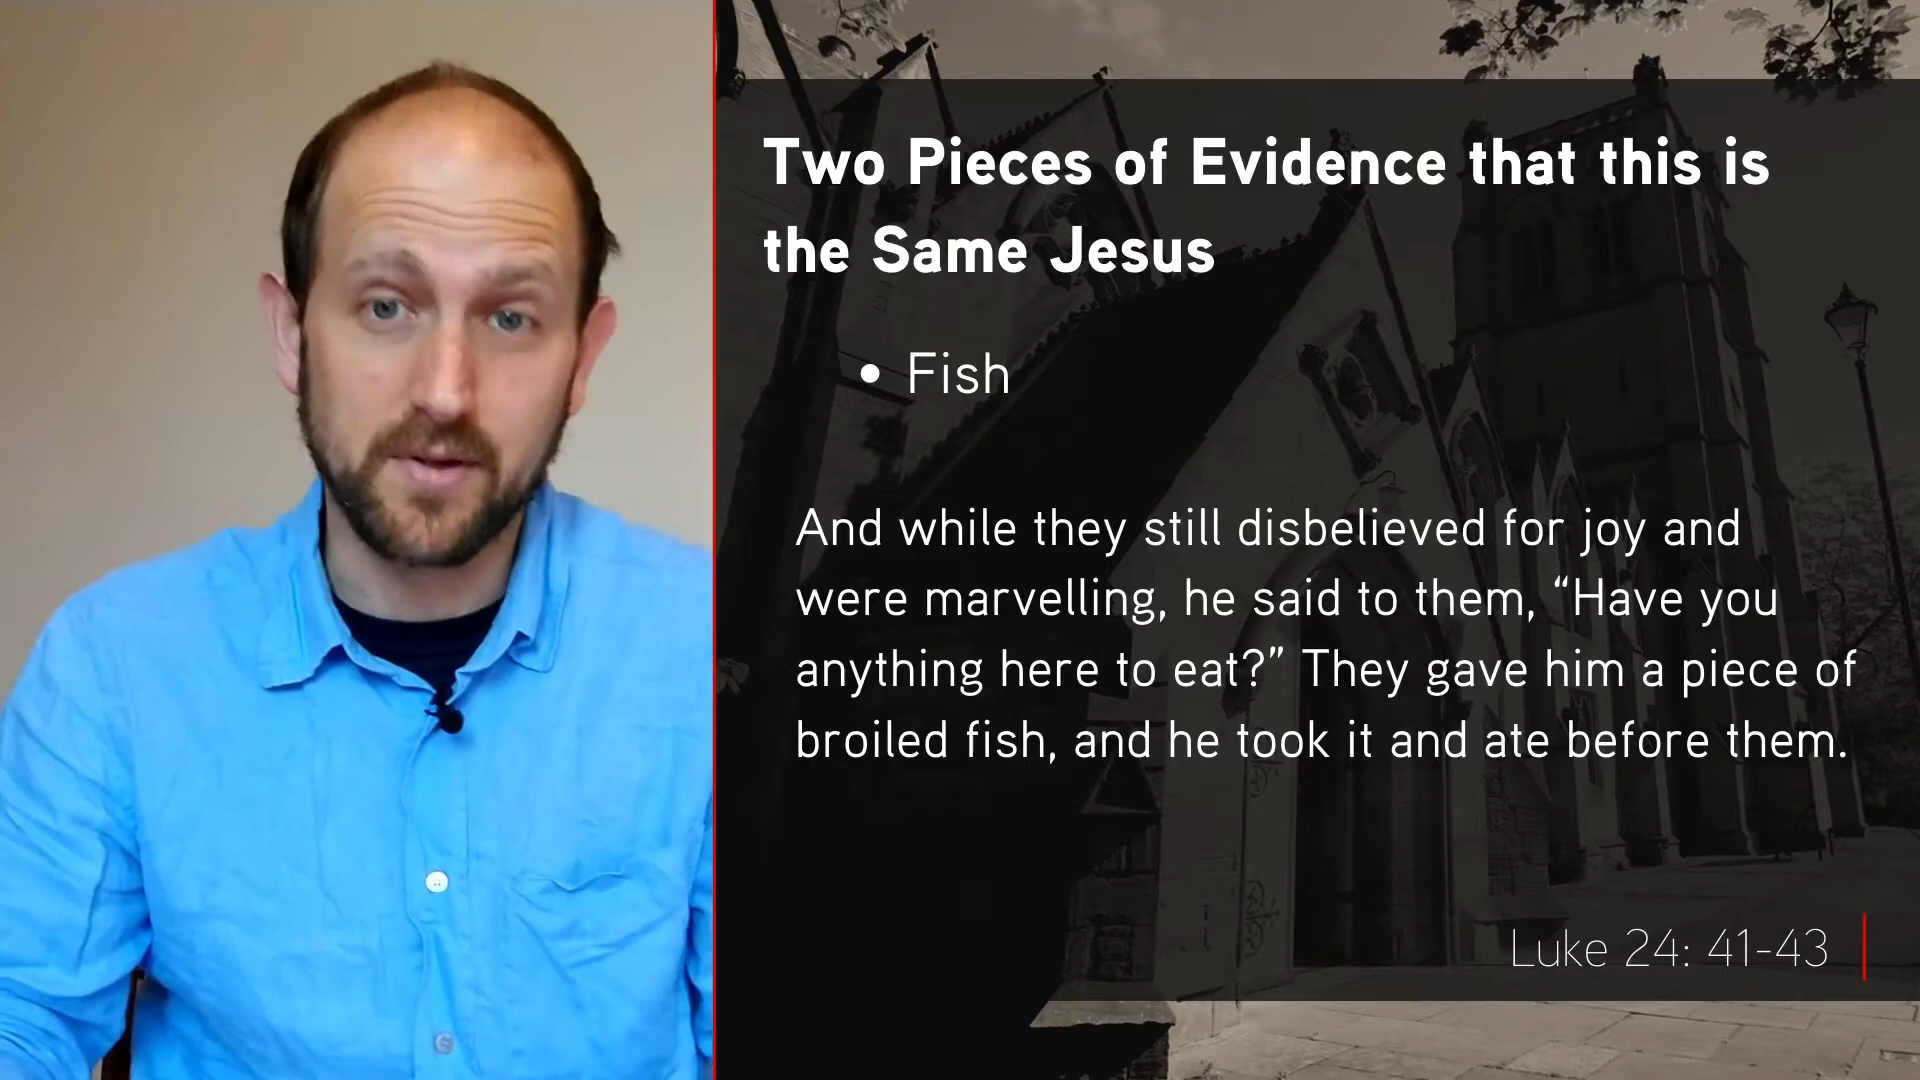 Two Pieces of Evidence that this is
the Same Jesus
• Fish
And while they still disbelieved for joy and
were marvelling, he said to them, “Have you
anything here to eat?” They gave him a piece of
broiled fish, and he took it and ate before them.
Luke 24: 41-43